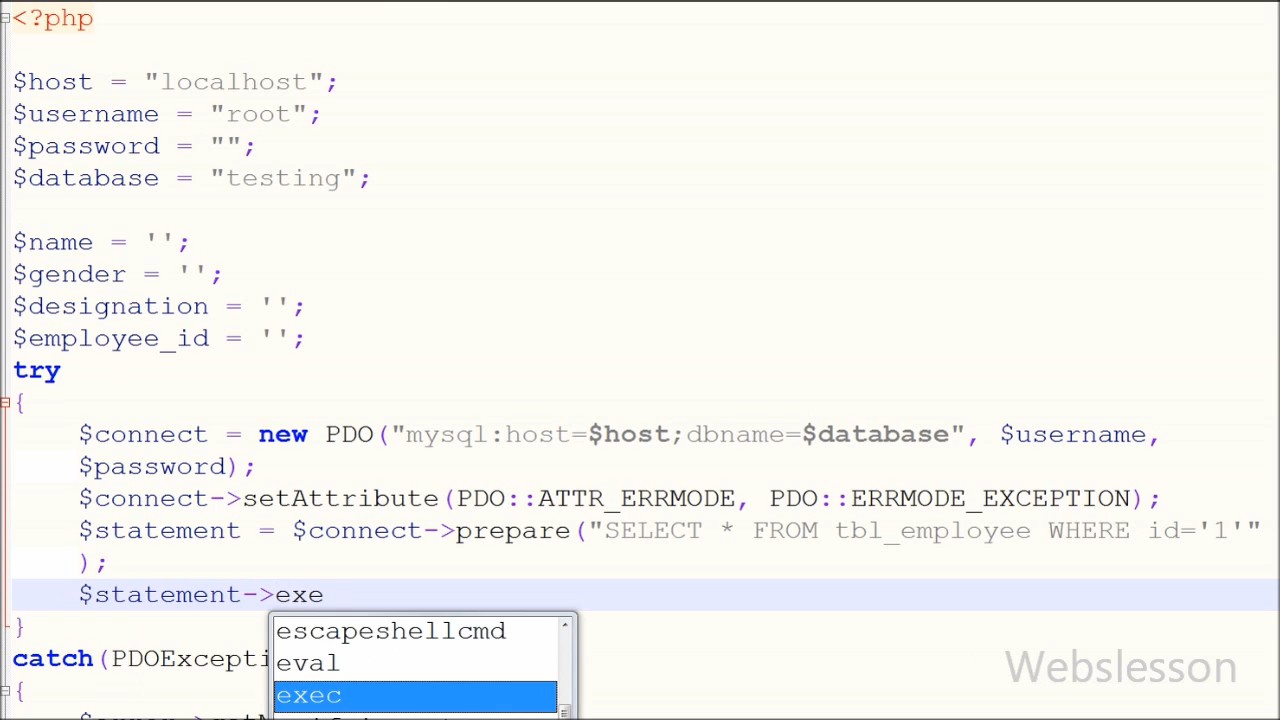 <?php
$host = "localhost";
$username = "root";
$password = "";
$database = "testing";
$name = '';
$gender = '';
$designation = '';
$employee_id = '';
try
{
$connect = new PDO("mysql:host=$host;dbname=$database", $username,
$password);
$connect->setAttribute(PDO::ATTR_ERRMODE, PDO::ERRMODE_EXCEPTION);
$statement = $connect->prepare("SELECT * FROM tbl_employee WHERE id='1'"
);
$statement->exe
}
escapeshellcmd
eval
exec
catch(PDOExcepti
{
Webslesson